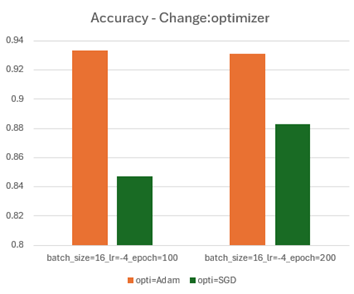 Accuracy - Change:optimizer
0.94
0.92
0.9
0.88
0.86
0.84
0.82
0.8
batch_size=16_lr=-4_epoch=100 batch_size=16_lr=-4_epoch=200
opti=Adam opti=SGD